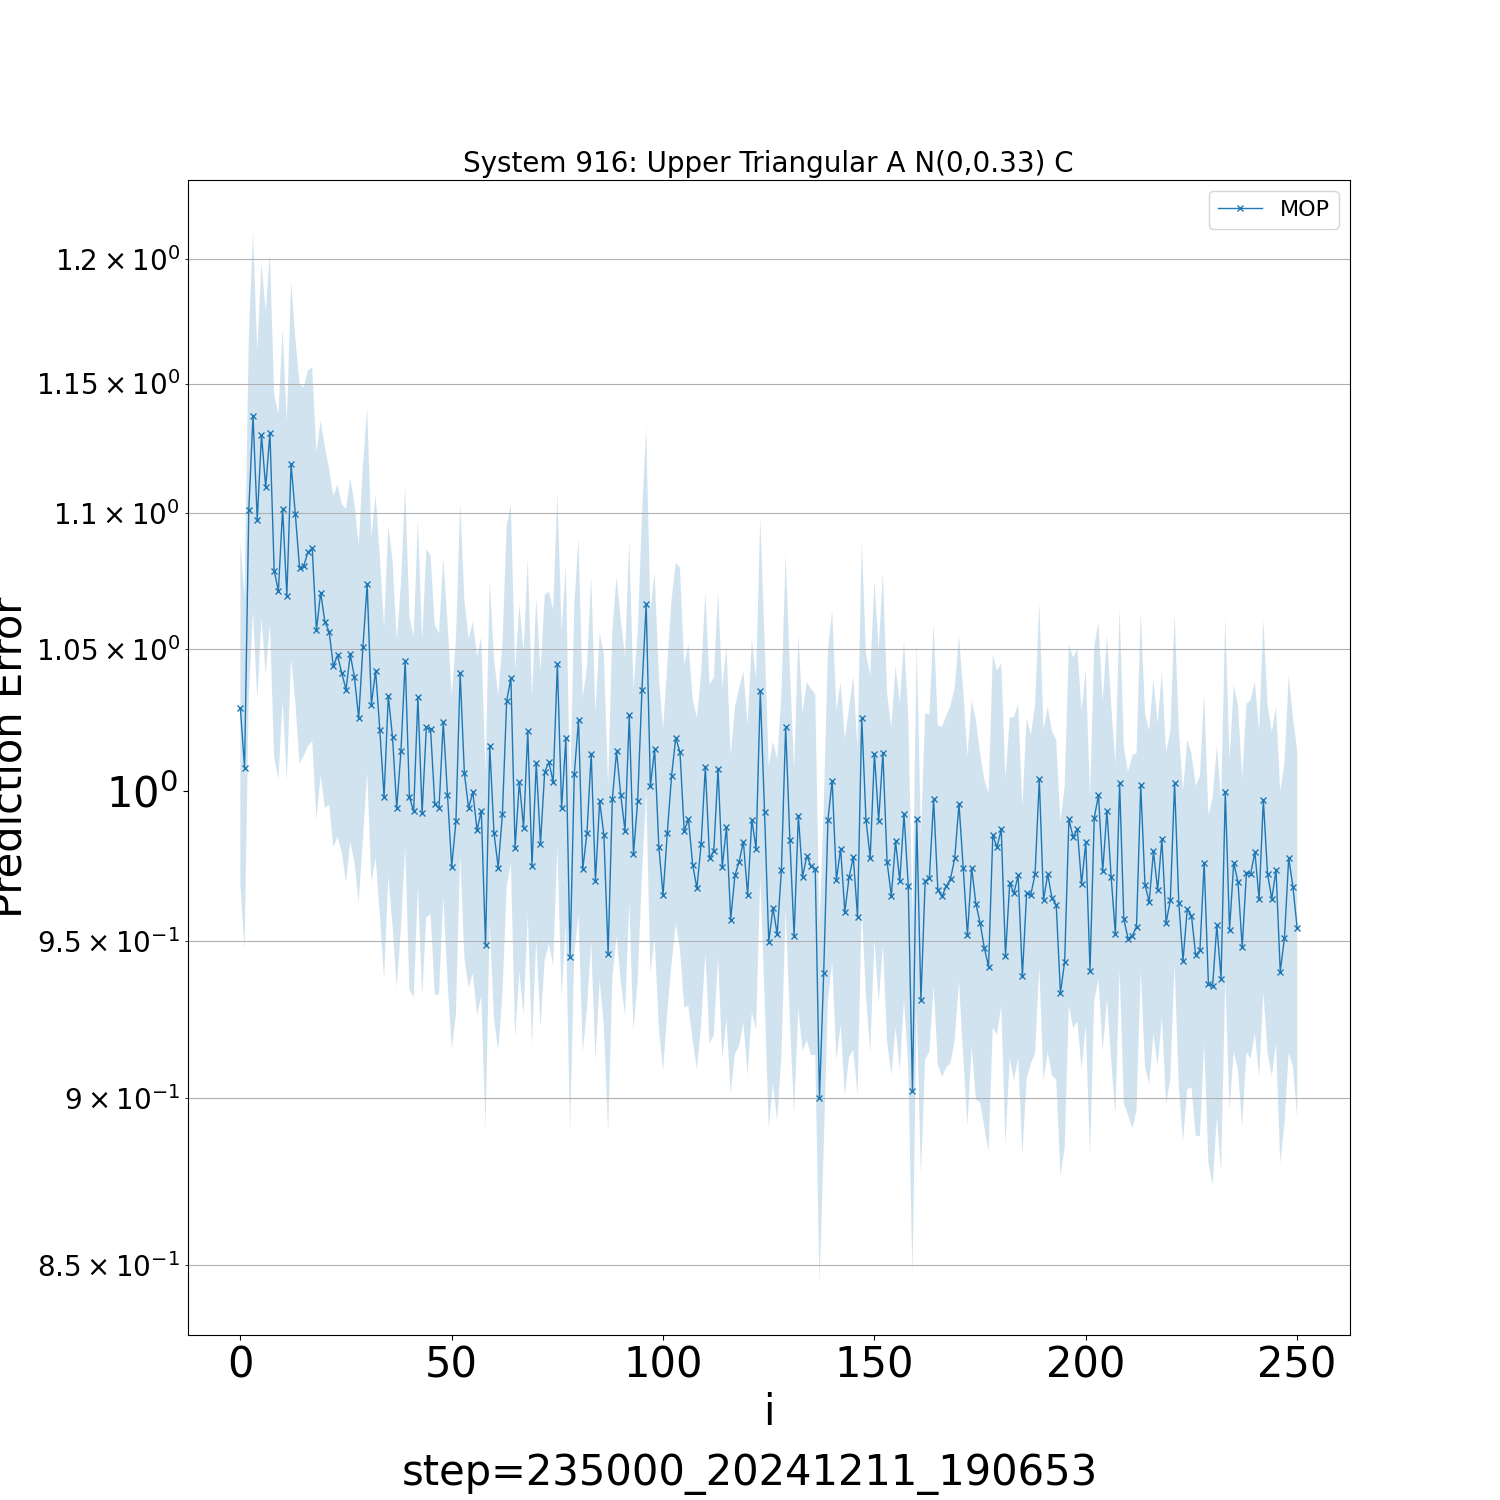 System 916: Upper Triangular A N(0,0.33) C
MOP
1.2 × 10⁰
1.15 × 10⁰
1.1 × 10⁰
1.05 × 10⁰
10⁰
9.5 × 10⁻¹
9 × 10⁻¹
8.5 × 10⁻¹
Prediction Error
0 50 100 150 200 250
i
step=235000_20241211_190653